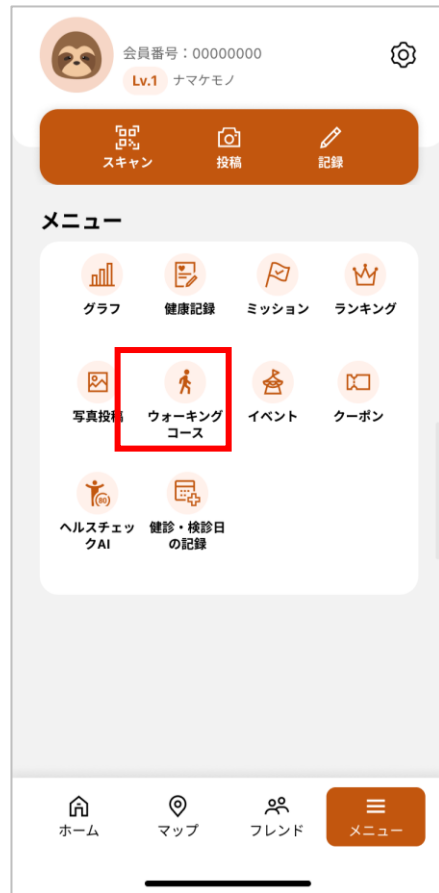 会員番号：00000000
Lv.1 ナマケモノ
スキャン 投稿 記録
メニュー
グラフ 健康記録 ミッション ランキング
写真投稿 ウォーキング イベント クーポン
コース
ヘルスチェッ 健診・検診日
クAI の記録
ホーム マップ フレンド メニュー